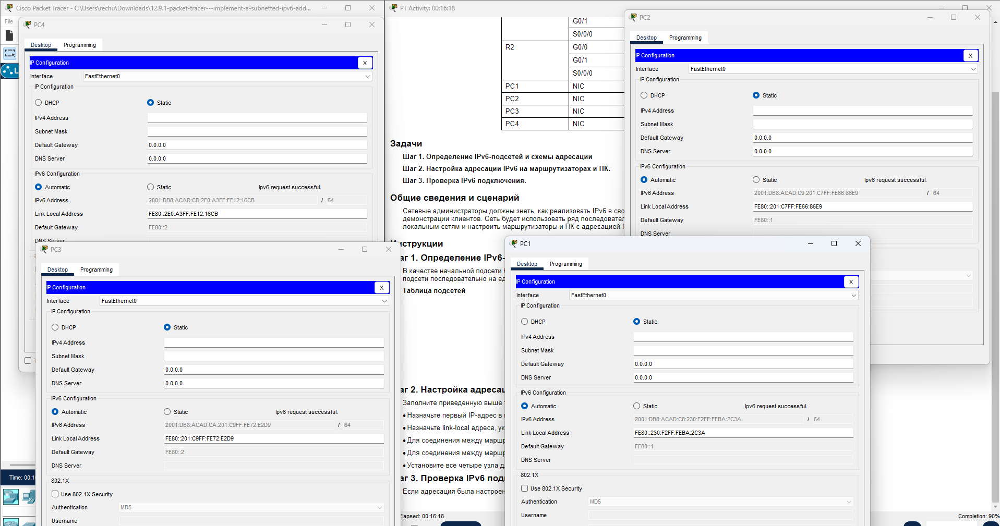 Cisco Packet Tracer - C:\Users\rechu\Downloads\12.9.1-packet-tracer---implement-a-subnetted-ipv6-add...
File
PC4
Desktop
Programming
IP Configuration
X
Interface
FastEthernet0
IP Configuration
DHCP
Static
IPv4 Address
Subnet Mask
Default Gateway
0.0.0.0
DNS Server
0.0.0.0
IPv6 Configuration
Automatic
Static
Ipv6 request successful.
IPv6 Address
2001:DB8:ACAD:CD:2E0:A3FF:FE12:16CB
/
64
Link Local Address
FE80::2E0:A3FF:FE12:16CB
Default Gateway
FE80::2
DNS Server
PT Activity: 00:16:18
G0/1
S0/0/0
R2
G0/0
G0/1
S0/0/0
PC1
NIC
PC2
NIC
PC3
NIC
PC4
NIC
Задачи
Шаг 1. Определение IPv6-подсетей и схемы адресации
Шаг 2. Настройка адресации IPv6 на маршрутизаторах и ПК.
Шаг 3. Проверка IPv6 подключения.
Общие сведения и сценарий
Сетевые администраторы должны знать, как реализовать IPv6 в сво
демонстрации клиентов. Сеть будет использовать ряд последовател
локальным сетям и настроить маршрутизаторы и ПК с адресацией I
Инструкции
аг 1. Определение IPv6-
В качестве начальной подсети
подсети последовательно на ед
Таблица подсетей
аг 2. Настройка адресац
Заполните приведенную выше
• Назначьте первый IP-адрес в
• Назначьте link-local адреса, ук
• Для соединения между маршр
• Для соединения между маршр
• Установите все четыре узла д
аг 3. Проверка IPv6 под
Если адресация была настроен
Elapsed: 00:16:18
Completion: 90%
PC2
Desktop
Programming
IP Configuration
X
Interface
FastEthernet0
IP Configuration
DHCP
Static
IPv4 Address
Subnet Mask
Default Gateway
0.0.0.0
DNS Server
0.0.0.0
IPv6 Configuration
Automatic
Static
Ipv6 request successful.
IPv6 Address
2001:DB8:ACAD:C9:201:C7FF:FE66:86E9
/
64
Link Local Address
FE80::201:C7FF:FE66:86E9
Default Gateway
FE80::1
DNS Server
PC3
Desktop
Programming
IP Configuration
X
Interface
FastEthernet0
IP Configuration
DHCP
Static
IPv4 Address
Subnet Mask
Default Gateway
0.0.0.0
DNS Server
0.0.0.0
IPv6 Configuration
Automatic
Static
Ipv6 request successful.
IPv6 Address
2001:DB8:ACAD:CA:201:C9FF:FE72:E2D9
/
64
Link Local Address
FE80::201:C9FF:FE72:E2D9
Default Gateway
FE80::2
DNS Server
802.1X
Use 802.1X Security
Authentication
MD5
Username
PC1
Desktop
Programming
IP Configuration
X
Interface
FastEthernet0
IP Configuration
DHCP
Static
IPv4 Address
Subnet Mask
Default Gateway
0.0.0.0
DNS Server
0.0.0.0
IPv6 Configuration
Automatic
Static
Ipv6 request successful.
IPv6 Address
2001:DB8:ACAD:C8:230:F2FF:FEBA:2C3A
/
64
Link Local Address
FE80::230:F2FF:FEBA:2C3A
Default Gateway
FE80::1
DNS Server
802.1X
Use 802.1X Security
Authentication
MD5
Username
Time: 00:1